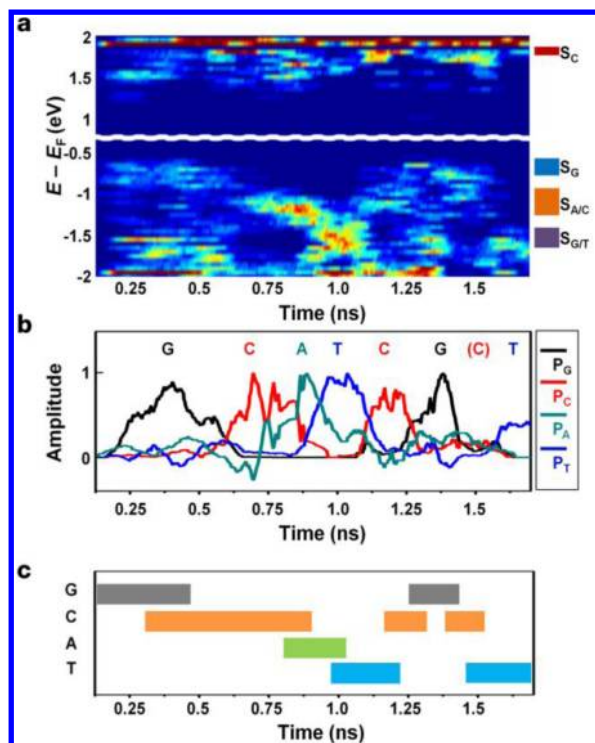 a
2
1.5
1
-0.5
-1
-1.5
-2
E – E_F (eV)
0.25 0.5 0.75 1.0 1.25 1.5
Time (ns)
S_C
S_G
S_A/C
S_G/T
b
G C A T C G (C) T
1
0
Amplitude
0.25 0.5 0.75 1.0 1.25 1.5
Time (ns)
P_G
P_C
P_A
P_T
c
G
C
A
T
0.25 0.5 0.75 1.0 1.25 1.5
Time (ns)